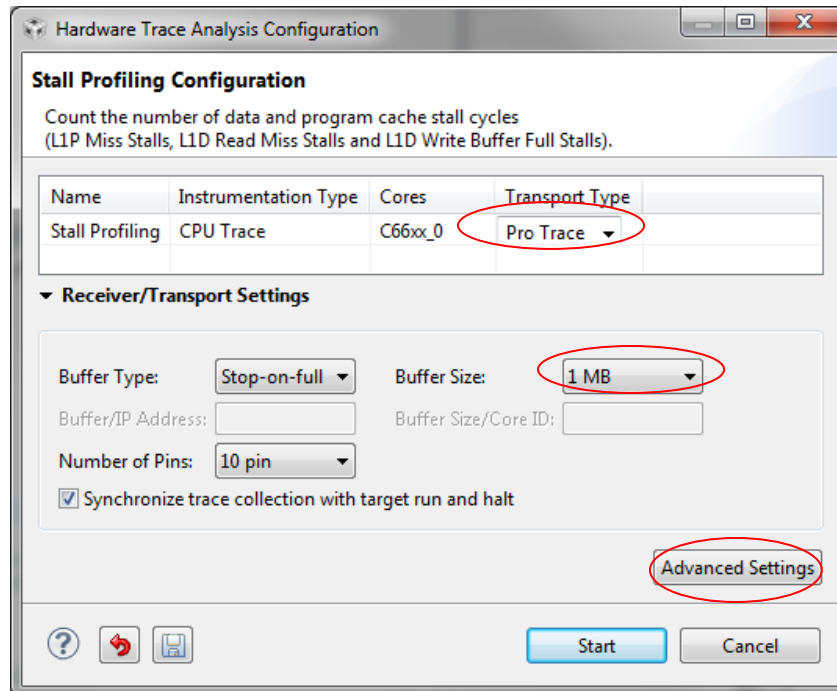 Hardware Trace Analysis Configuration
Stall Profiling Configuration
Count the number of data and program cache stall cycles
(L1P Miss Stalls, L1D Read Miss Stalls and L1D Write Buffer Full Stalls).
Name Instrumentation Type Cores Transport Type
Stall Profiling CPU Trace C66xx_0 Pro Trace
Receiver/Transport Settings
Buffer Type: Stop-on-full Buffer Size: 1 MB
Buffer/IP Address: Buffer Size/Core ID:
Number of Pins: 10 pin
Synchronize trace collection with target run and halt
Advanced Settings
? Start Cancel